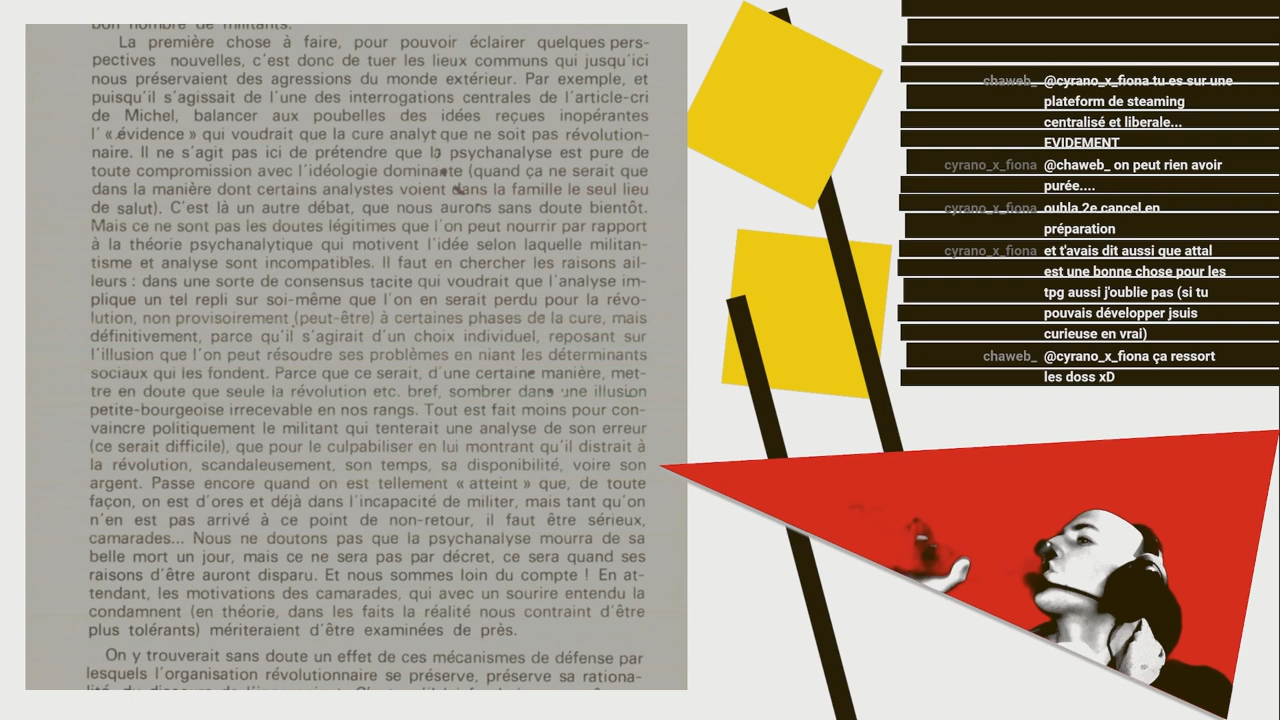 bon nombre de militants.
La première chose à faire, pour pouvoir éclairer quelques pers-
pectives nouvelles, c'est donc de tuer les lieux communs qui jusqu'ici
nous préservaient des agressions du monde extérieur. Par exemple, et
puisqu'il s'agissait de l'une des interrogations centrales de l'article-cri
de Michel, balancer aux poubelles des idées reçues inopérantes
l'« évidence » qui voudrait que la cure analytique ne soit pas révolution-
naire. Il ne s'agit pas ici de prétendre que la psychanalyse est pure de
toute compromission avec l'idéologie dominante (quand ça ne serait que
dans la manière dont certains analystes voient dans la famille le seul lieu
de salut). C'est là un autre débat, que nous aurons sans doute bientôt.
Mais ce ne sont pas les doutes légitimes que l'on peut nourrir par rapport
à la théorie psychanalytique qui motivent l'idée selon laquelle militan-
tisme et analyse sont incompatibles. Il faut en chercher les raisons ail-
leurs : dans une sorte de consensus tacite qui voudrait que l'analyse im-
plique un tel repli sur soi-même que l'on en serait perdu pour la révo-
lution, non provisoirement (peut-être) à certaines phases de la cure, mais
définitivement, parce qu'il s'agirait d'un choix individuel, reposant sur
l'illusion que l'on peut résoudre ses problèmes en niant les déterminants
sociaux qui les fondent. Parce que ce serait, d'une certaine manière, met-
tre en doute que seule la révolution etc. bref, sombrer dans une illusion
petite-bourgeoise irrecevable en nos rangs. Tout est fait moins pour con-
vaincre politiquement le militant qui tenterait une analyse de son erreur
(ce serait difficile), que pour le culpabiliser en lui montrant qu'il distrait à
la révolution, scandaleusement, son temps, sa disponibilité, voire son
argent. Passe encore quand on est tellement « atteint » que, de toute
façon, on est d'ores et déjà dans l'incapacité de militer, mais tant qu'on
n'en est pas arrivé à ce point de non-retour, il faut être sérieux,
camarades... Nous ne doutons pas que la psychanalyse mourra de sa
belle mort un jour, mais ce ne sera pas par décret, ce sera quand ses
raisons d'être auront disparu. Et nous sommes loin du compte ! En at-
tendant, les motivations des camarades, qui avec un sourire entendu la
condamnent (en théorie, dans les faits la réalité nous contraint d'être
plus tolérants) mériteraient d'être examinées de près.
On y trouverait sans doute un effet de ces mécanismes de défense par
lesquels l'organisation révolutionnaire se préserve, préserve sa rationa-
chaweb_ @cyrano_x_fiona tu es sur une
plateform de steaming
centralisé et liberale...
EVIDEMENT
cyrano_x_fiona @chaweb_ on peut rien avoir
purée....
cyrano_x_fiona oubla 2e cancel en
préparation
cyrano_x_fiona et t'avais dit aussi que attal
est une bonne chose pour les
tpg aussi j'oublie pas (si tu
pouvais développer jsuis
curieuse en vrai)
chaweb_ @cyrano_x_fiona ça ressort
les doss xD